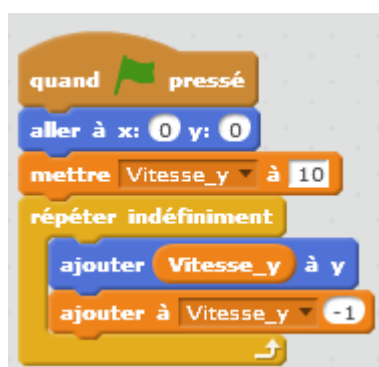 quand pressé
aller à x: 0 y: 0
mettre Vitesse_y à 10
répéter indéfiniment
ajouter Vitesse_y à y
ajouter à Vitesse_y -1